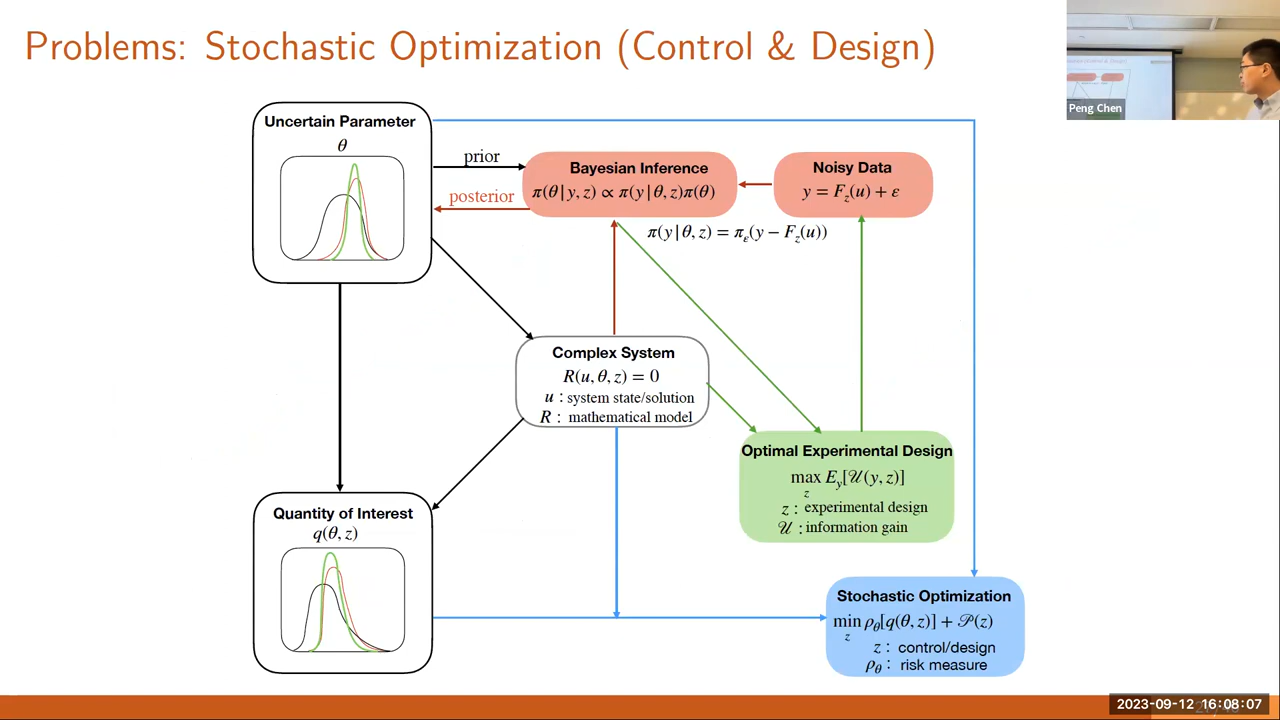 Problems: Stochastic Optimization (Control & Design)
Peng Chen
Uncertain Parameter
θ
prior
posterior
Bayesian Inference
π(θ|y, z) ∝ π(y|θ, z)π(θ)
Noisy Data
y = F_z(u) + ε
π(y|θ, z) = π_ε(y − F_z(u))
Complex System
R(u, θ, z) = 0
u : system state/solution
R : mathematical model
Optimal Experimental Design
max E_y[𝒰(y, z)]
z
z : experimental design
𝒰 : information gain
Quantity of Interest
q(θ, z)
Stochastic Optimization
min ρ_θ[q(θ, z)] + 𝒫(z)
z
z : control/design
ρ_θ : risk measure
2023-09-12 16:08:07